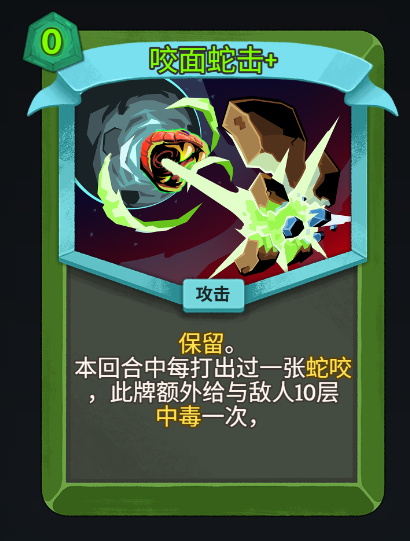 0
咬面蛇击+
攻击
保留。
本回合中每打出过一张蛇咬
，此牌额外给与敌人10层
中毒一次，